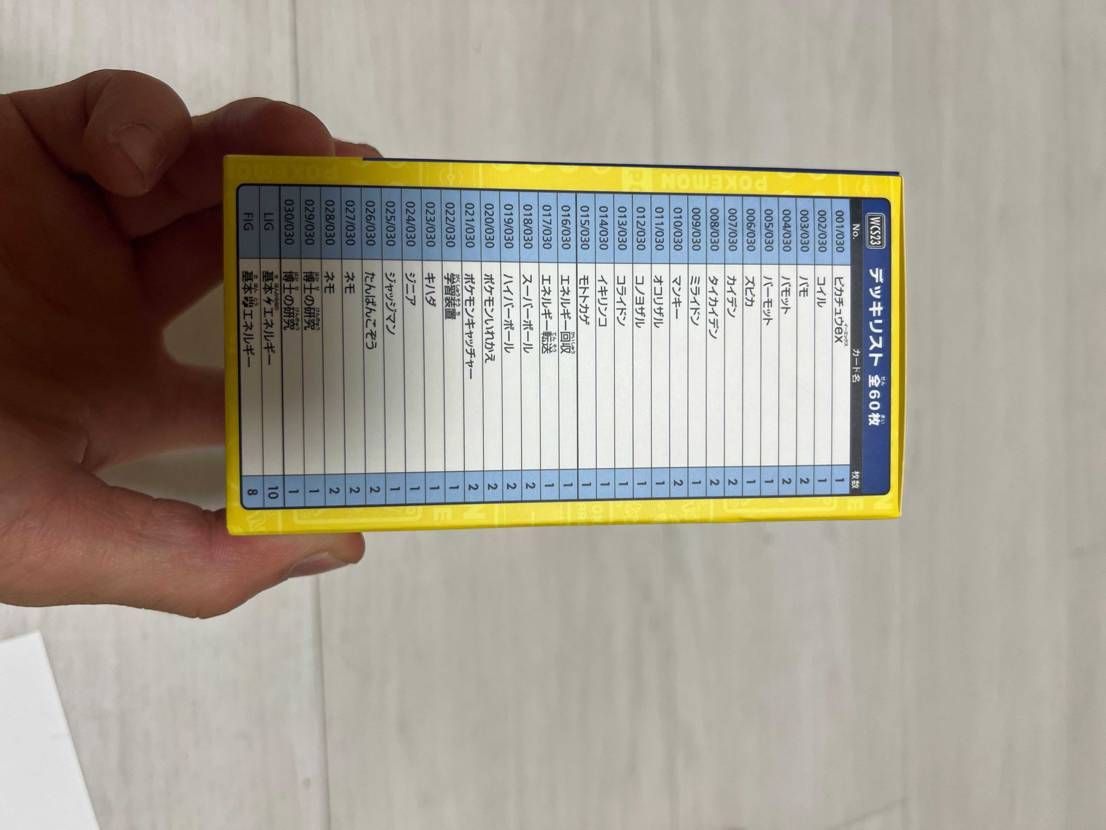 WCS23 デッキリスト 全60枚
No. カード名 枚数
001/030 ピカチュウex 1
002/030 コイル 1
003/030 パモ 2
004/030 パモット 2
005/030 パーモット 1
006/030 ズピカ 1
007/030 カイデン 2
008/030 タイカイデン 2
009/030 ミライドン 1
010/030 マンキー 2
011/030 オコリザル 1
012/030 コノヨザル 1
013/030 コライドン 1
014/030 イキリンコ 1
015/030 モトトカゲ 1
016/030 エネルギー回収 1
017/030 エネルギー転送 1
018/030 スーパーボール 2
019/030 ハイパーボール 2
020/030 ポケモンいれかえ 2
021/030 ポケモンキャッチャー 2
022/030 学習装置 1
023/030 キハダ 1
024/030 ジニア 1
025/030 ジャッジマン 1
026/030 たんぱんこぞう 2
027/030 ネモ 2
028/030 ネモ 2
029/030 博士の研究 1
030/030 博士の研究 1
LIG 基本エネルギー 10
FIG 基本エネルギー 8
POKEMON
POKEMON